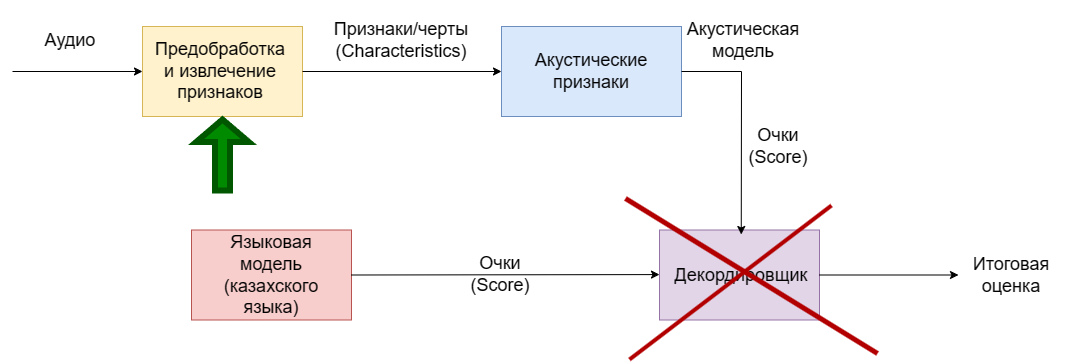 Аудио
Предобработка
и извлечение
признаков
Признаки/черты
(Characteristics)
Акустические
признаки
Акустическая
модель
Очки
(Score)
Языковая
модель
(казахского
языка)
Очки
(Score)
Декордировщик
Итоговая
оценка